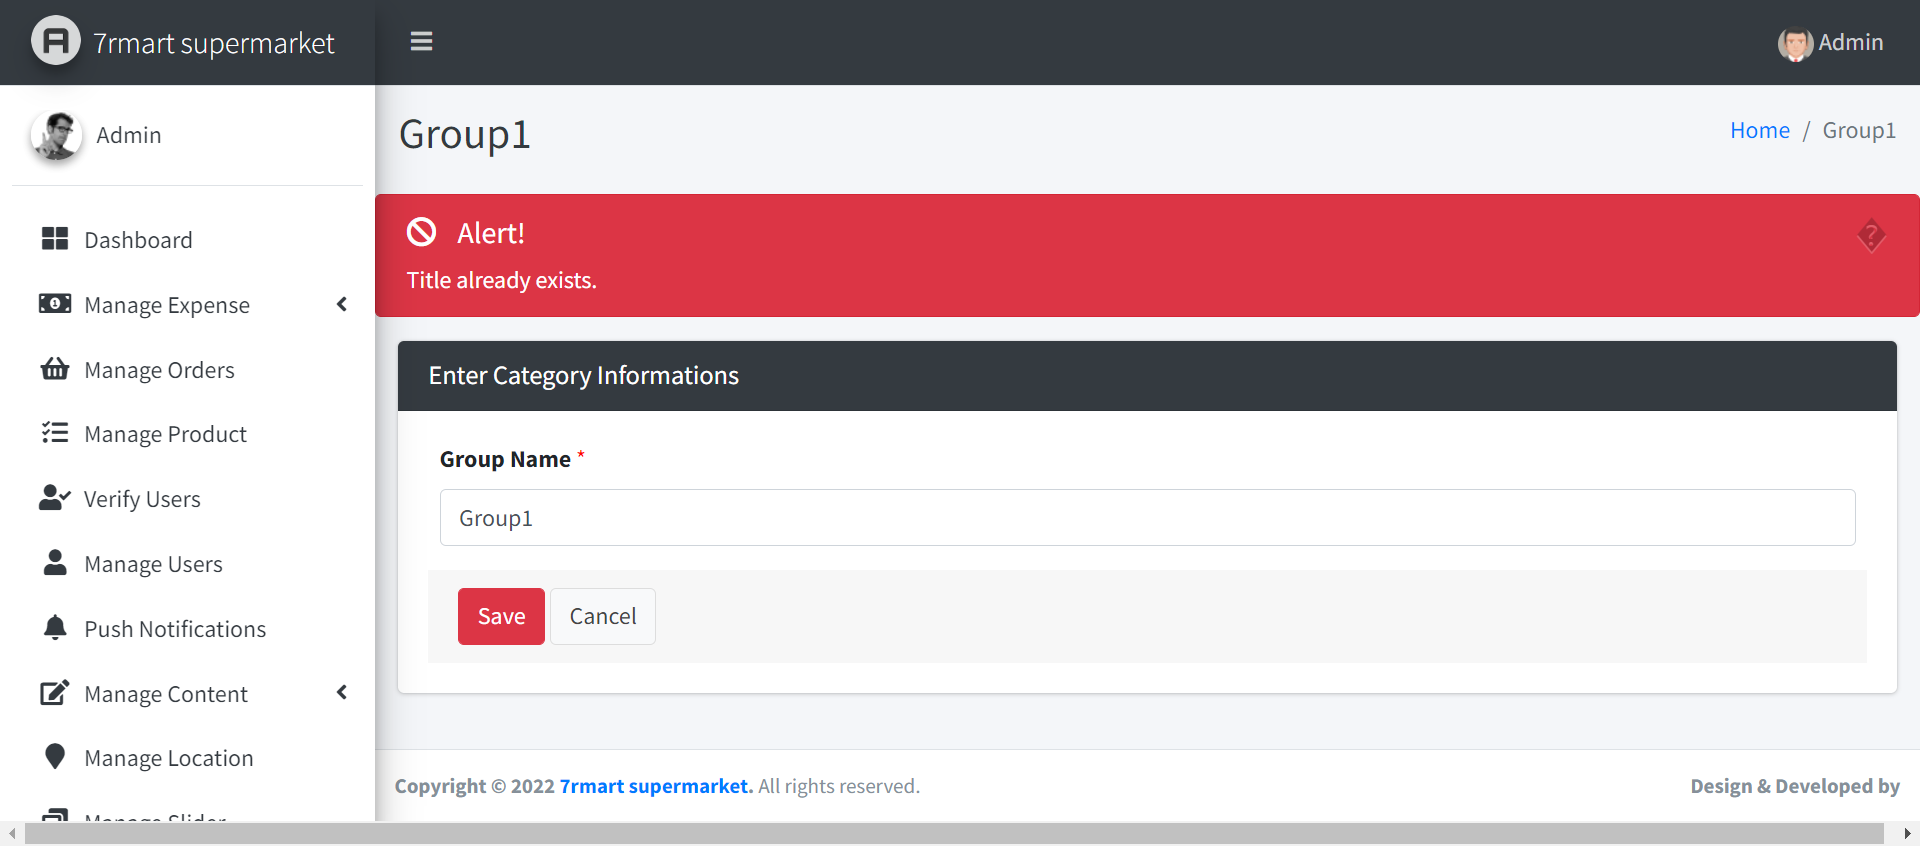 7rmart supermarket
Admin
Admin
Group1
Home / Group1
Alert!
Title already exists.
Dashboard
Manage Expense
Manage Orders
Manage Product
Verify Users
Manage Users
Push Notifications
Manage Content
Manage Location
Manage Slider
Enter Category Informations
Group Name *
Group1
Save
Cancel
Copyright © 2022 7rmart supermarket. All rights reserved.
Design & Developed by